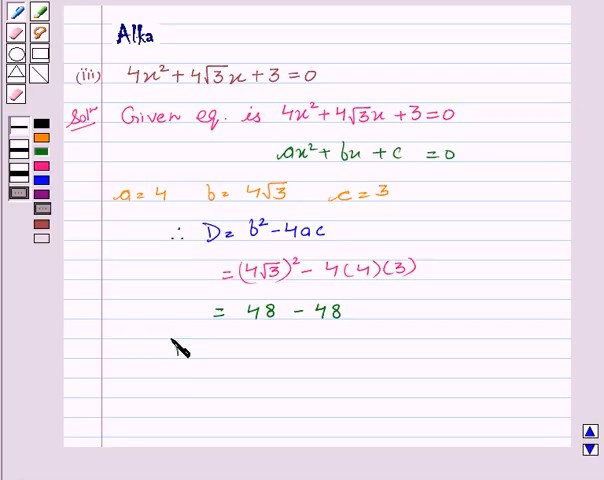 Alka
(iii) 4x² + 4√3x + 3 = 0
Solⁿ Given eq. is 4x² + 4√3x + 3 = 0
ax² + bx + c = 0
a = 4 b = 4√3 c = 3
∴ D = b² - 4ac
= (4√3)² - 4(4)(3)
= 48 - 48